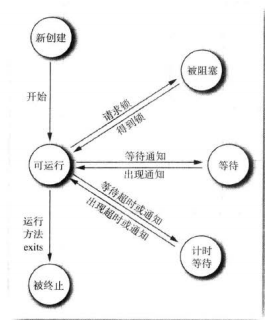 新创建
被阻塞
开始
请求锁
得到锁
可运行
等待通知
出现通知
等待
等待超时或通知
出现超时或通知
运行
方法
exits
计时
等待
被终止